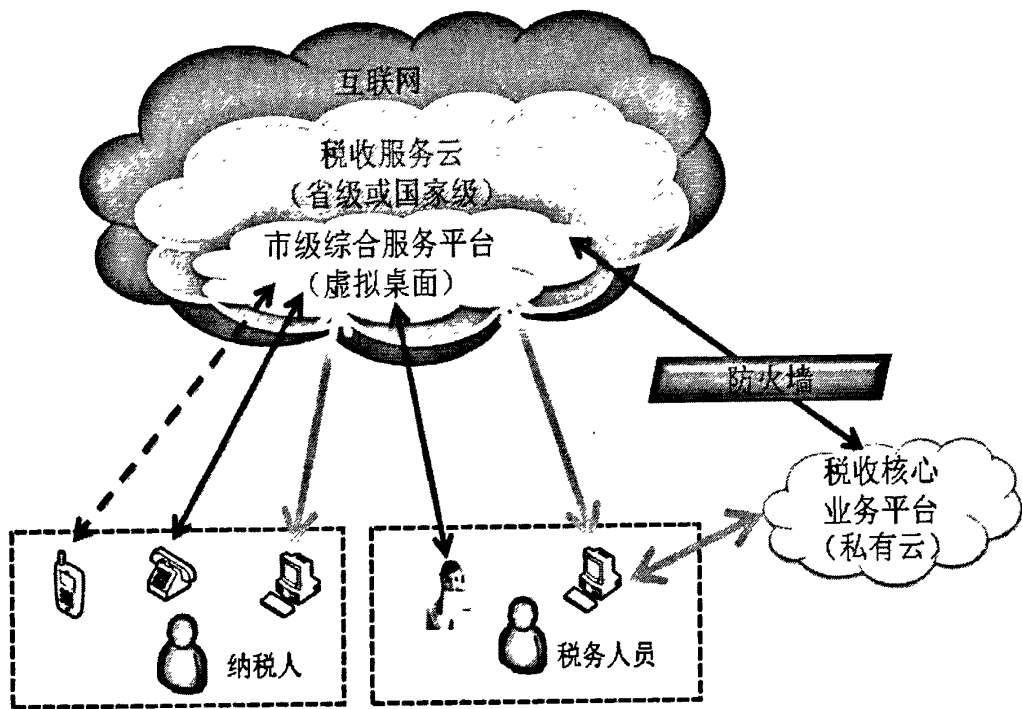 互联网
税收服务云
（省级或国家级）
市级综合服务平台
（虚拟桌面）
防火墙
税收核心
业务平台
（私有云）
纳税人
税务人员